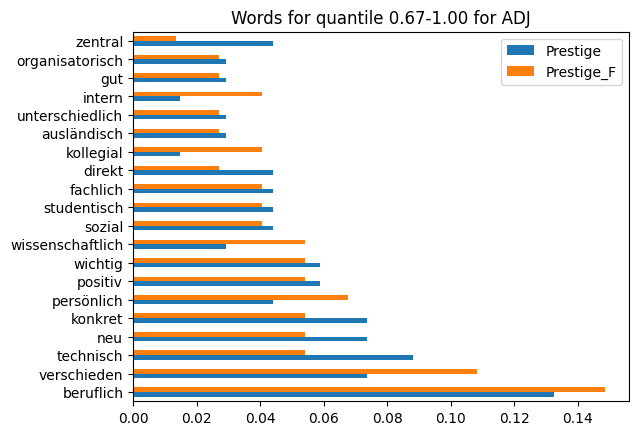 Words for quantile 0.67-1.00 for ADJ
Prestige
Prestige_F
zentral
organisatorisch
gut
intern
unterschiedlich
ausländisch
kollegial
direkt
fachlich
studentisch
sozial
wissenschaftlich
wichtig
positiv
persönlich
konkret
neu
technisch
verschieden
beruflich
0.00 0.02 0.04 0.06 0.08 0.10 0.12 0.14